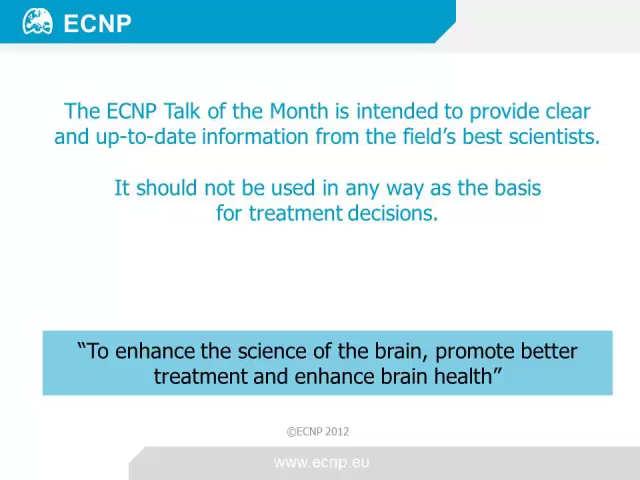 ECNP
The ECNP Talk of the Month is intended to provide clear
and up-to-date information from the field’s best scientists.
It should not be used in any way as the basis
for treatment decisions.
“To enhance the science of the brain, promote better
treatment and enhance brain health”
©ECNP 2012
www.ecnp.eu